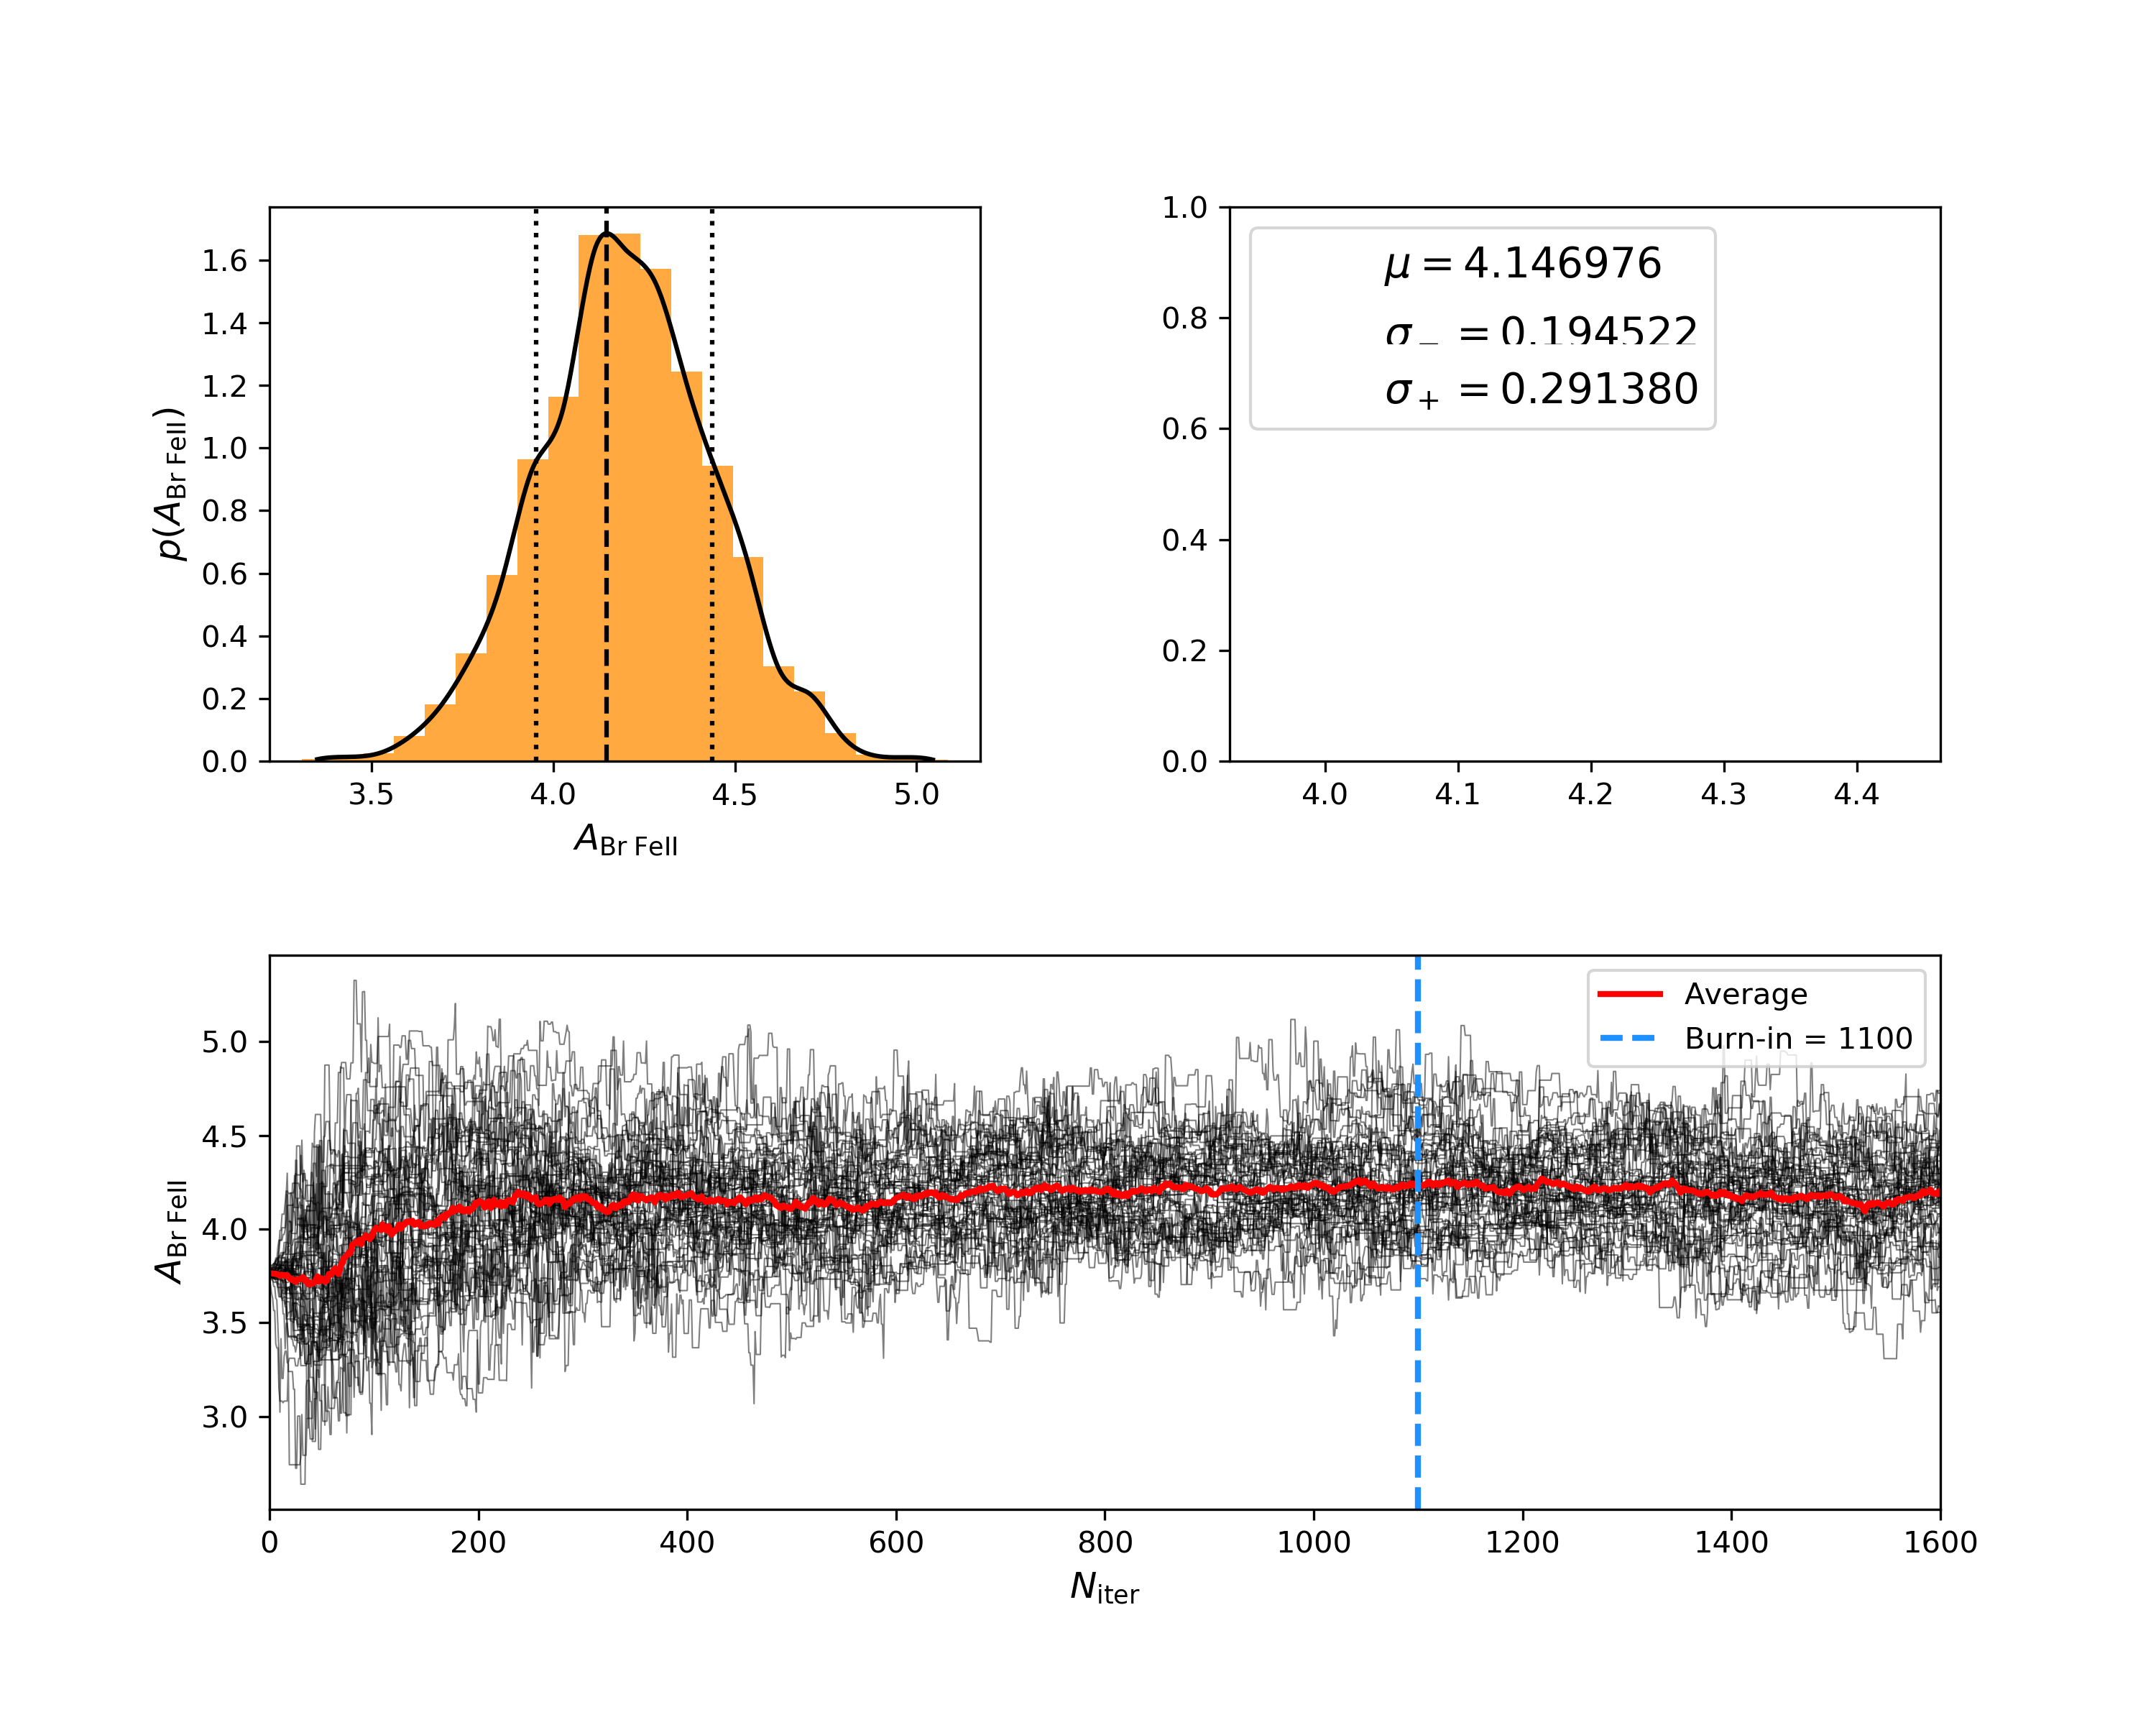 1.6
1.4
1.2
1.0
0.8
0.6
0.4
0.2
0.0
p(A_Br FeII)
3.5 4.0 4.5 5.0
A_Br FeII
1.0
0.8
0.6
0.4
0.2
0.0
μ = 4.146976
σ_− = 0.194522
σ_+ = 0.291380
4.0 4.1 4.2 4.3 4.4
5.0
4.5
4.0
3.5
3.0
A_Br FeII
Average
Burn-in = 1100
0 200 400 600 800 1000 1200 1400 1600
N_iter